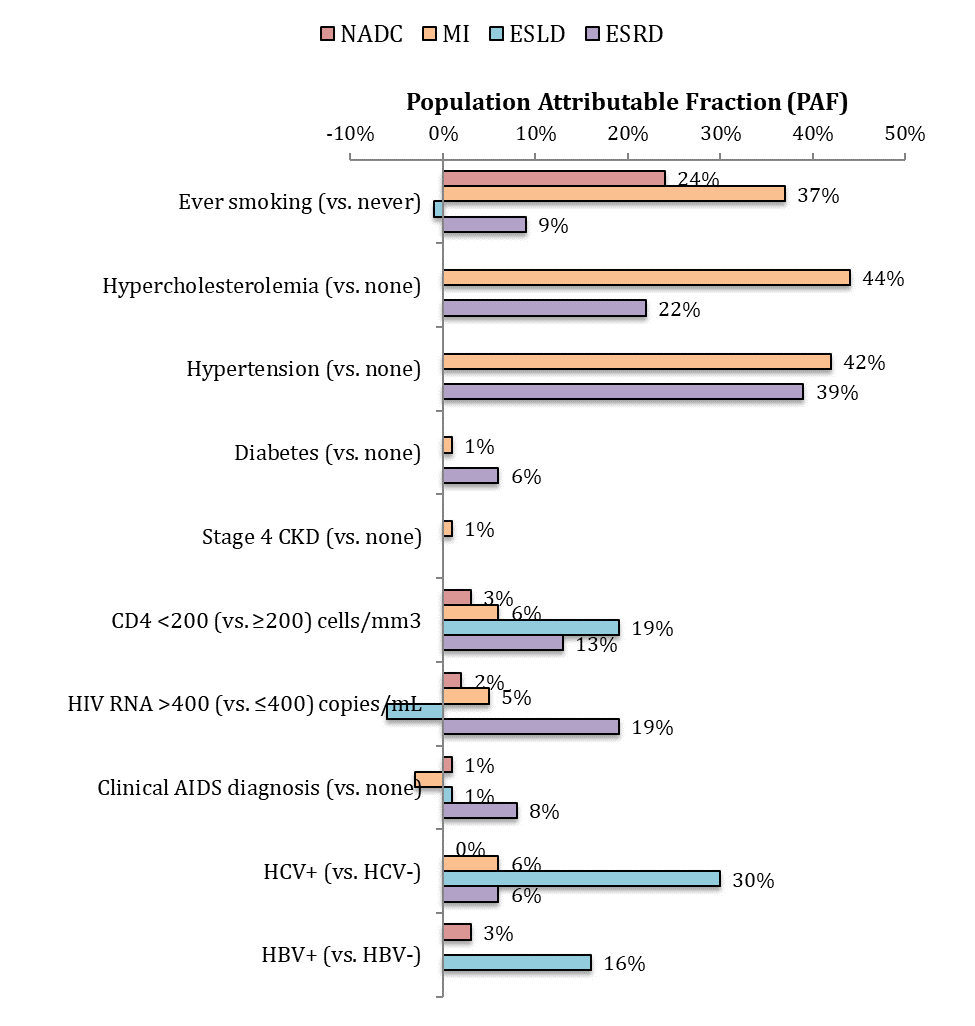 NADC MI ESLD ESRD
Population Attributable Fraction (PAF)
-10% 0% 10% 20% 30% 40% 50%
24%
Ever smoking (vs. never) 37%
9%
Hypercholesterolemia (vs. none) 44%
22%
Hypertension (vs. none) 42%
39%
Diabetes (vs. none) 1%
6%
Stage 4 CKD (vs. none) 1%
3%
6%
CD4 <200 (vs. ≥200) cells/mm3 19%
13%
2%
HIV RNA >400 (vs. ≤400) copies/mL 5%
19%
1%
Clinical AIDS diagnosis (vs. none) 1%
8%
0%
6%
HCV+ (vs. HCV-) 30%
6%
3%
HBV+ (vs. HBV-) 16%